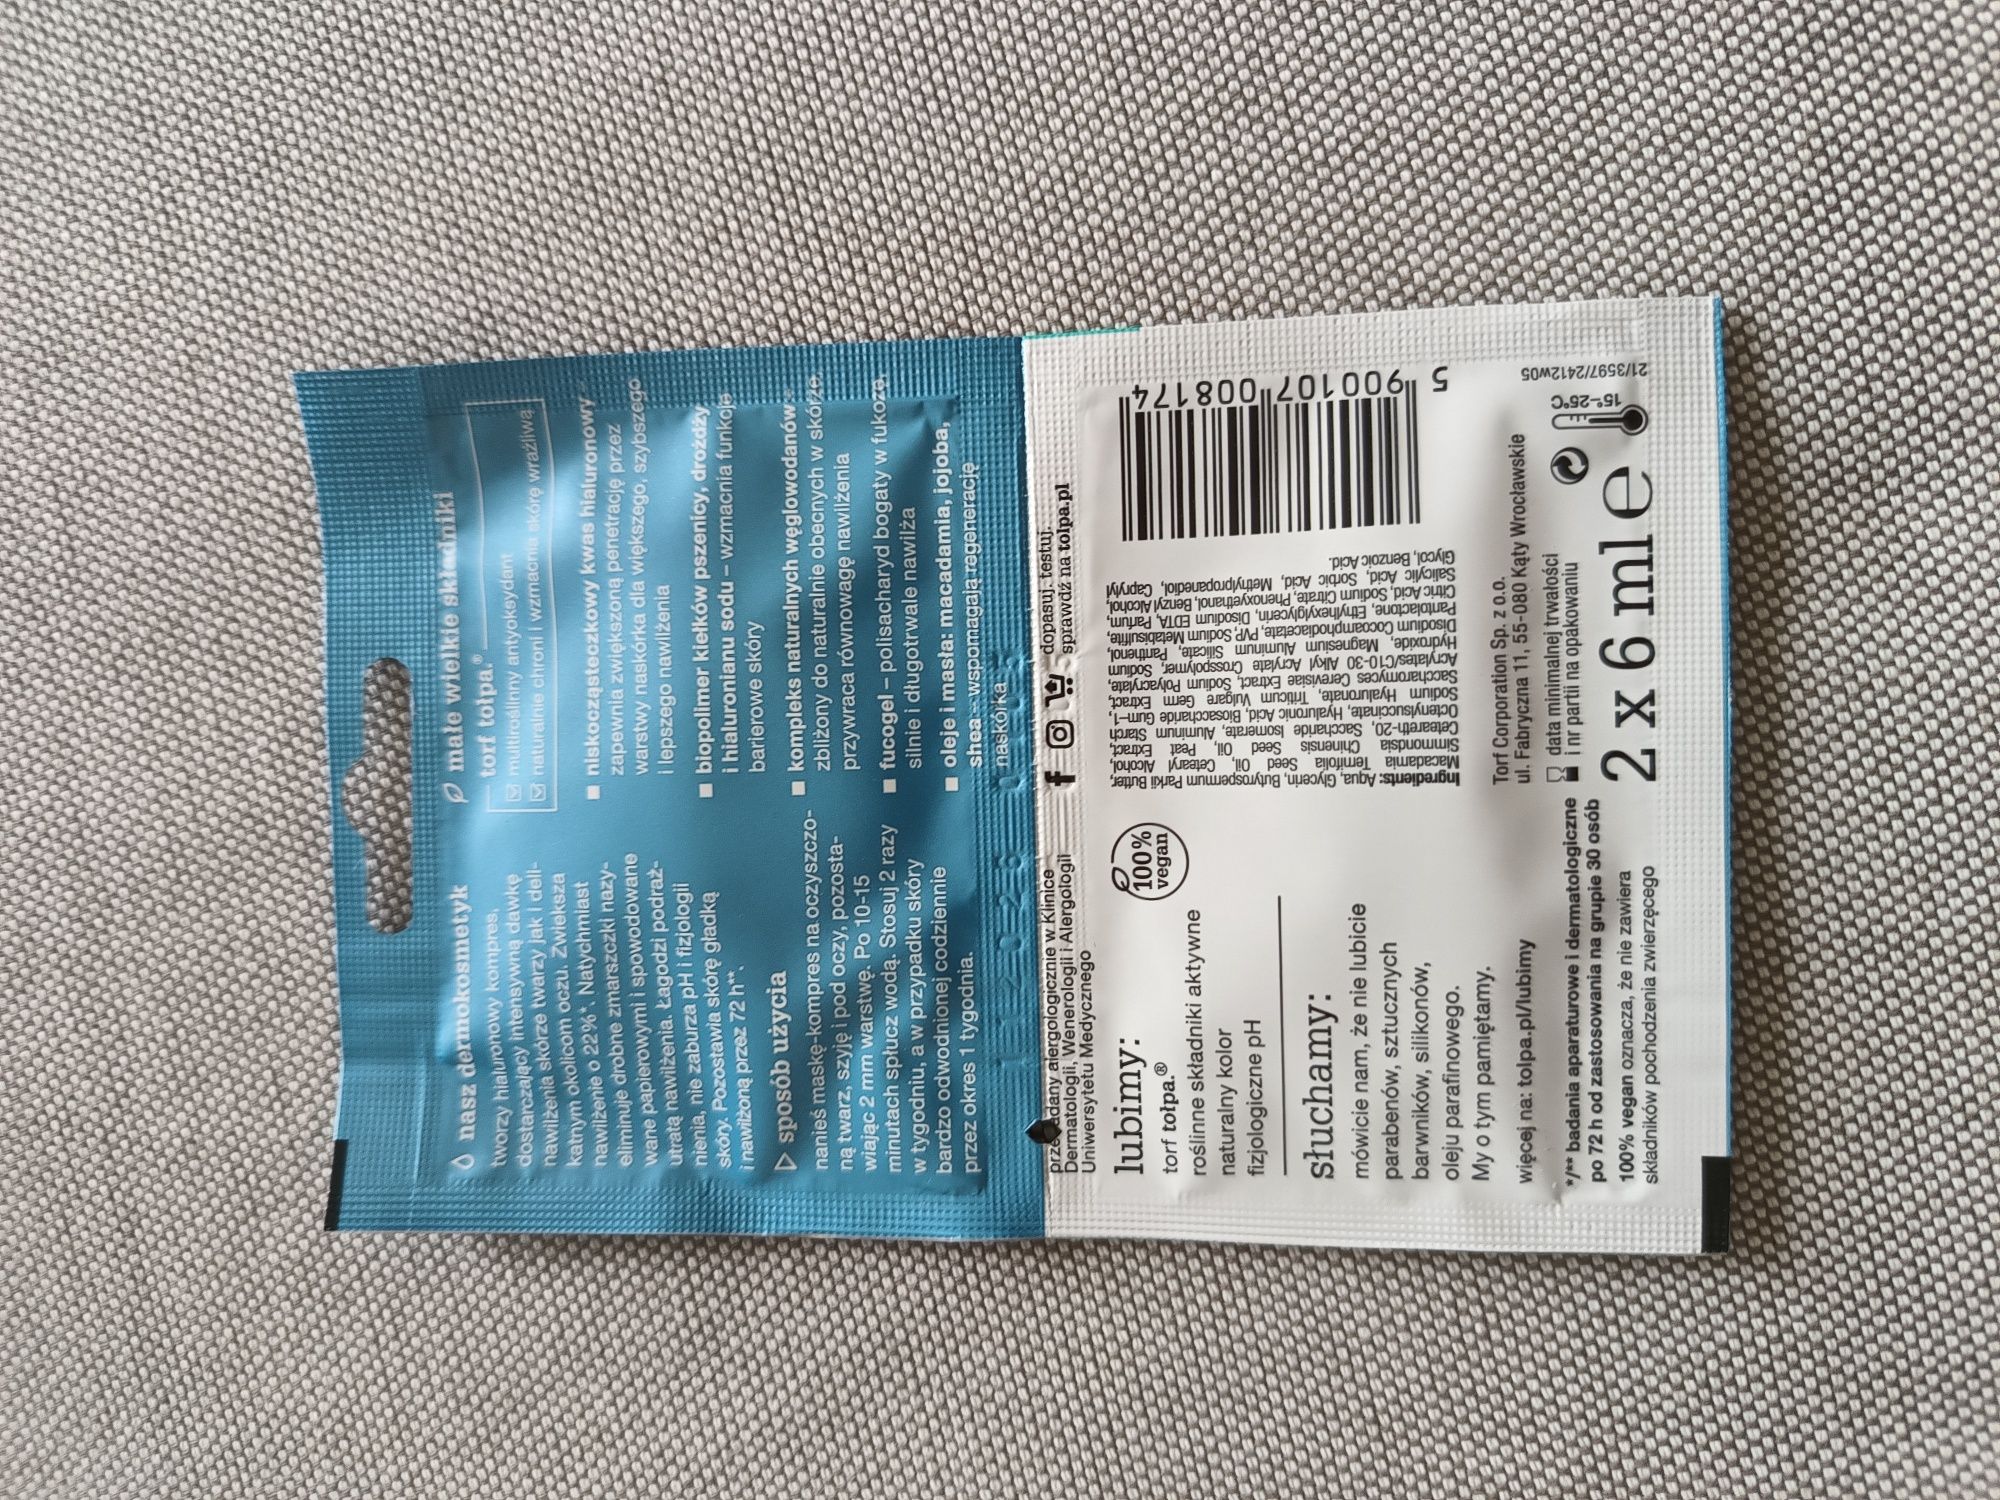 nasz dermokosmetyk
tworzy hialuronowy kompres,
dostarczający intensywną dawkę
nawilżenia skórze twarzy jak i deli-
katnym okolicom oczu. Zwiększa
nawilżenie o 22%*. Natychmiast
eliminuje drobne zmarszczki nazy-
wane papierowymi i spowodowane
utratą nawilżenia. Łagodzi podraż-
nienia, nie zaburza pH i fizjologii
skóry. Pozostawia skórę gładką
i nawilżoną przez 72 h**.
sposób użycia
nanieś maskę-kompres na oczyszczo-
ną twarz, szyję i pod oczy, pozosta-
wiając 2 mm warstwę. Po 10-15
minutach spłucz wodą. Stosuj 2 razy
w tygodniu, a w przypadku skóry
bardzo odwodnionej codziennie
przez okres 1 tygodnia.
małe wielkie składniki
torf tołpa.®
multiroślinny antyoksydant
naturalnie chroni i wzmacnia skórę wrażliwą
niskocząsteczkowy kwas hialuronowy –
zapewnia zwiększoną penetrację przez
warstwy naskórka dla większego, szybszego
i lepszego nawilżenia
biopolimer kiełków pszenicy, drożdży
i hialuronianu sodu – wzmacnia funkcje
barierowe skóry
kompleks naturalnych węglowodanów –
zbliżony do naturalnie obecnych w skórze,
przywraca równowagę nawilżenia
fucogel – polisacharyd bogaty w fukozę,
silnie i długotrwale nawilża
oleje i masła: macadamia, jojoba,
shea – wspomagają regenerację
naskórka
przebadany alergologicznie w Klinice
Dermatologii, Wenerologii i Alergologii
Uniwersytetu Medycznego
dopasuj. testuj.
sprawdź na tolpa.pl
lubimy:
torf tołpa.®
roślinne składniki aktywne
naturalny kolor
fizjologiczne pH
100%
vegan
słuchamy:
mówicie nam, że nie lubicie
parabenów, sztucznych
barwników, silikonów,
oleju parafinowego.
My o tym pamiętamy.
więcej na: tolpa.pl/lubimy
*/** badania aparaturowe i dermatologiczne
po 72 h od zastosowania na grupie 30 osób
100% vegan oznacza, że nie zawiera
składników pochodzenia zwierzęcego
Ingredients: Aqua, Glycerin, Butyrospermum Parkii Butter,
Macadamia Ternifolia Seed Oil, Cetearyl Alcohol,
Simmondsia Chinensis Seed Oil, Peat Extract,
Ceteareth-20, Saccharide Isomerate, Aluminum Starch
Octenylsuccinate, Hyaluronic Acid, Biosaccharide Gum-1,
Sodium Hyaluronate, Triticum Vulgare Germ Extract,
Saccharomyces Cerevisiae Extract, Sodium Polyacrylate,
Acrylates/C10-30 Alkyl Acrylate Crosspolymer, Sodium
Hydroxide, Magnesium Aluminum Silicate, Panthenol,
Disodium Cocoamphodiacetate, PVP, Sodium Metabisulfite,
Pantolactone, Ethylhexylglycerin, Disodium EDTA, Parfum,
Citric Acid, Sodium Citrate, Phenoxyethanol, Benzyl Alcohol,
Salicylic Acid, Sorbic Acid, Methylpropanediol, Caprylyl
Glycol, Benzoic Acid.
5 900107 008174
Torf Corporation Sp. z o.o.
ul. Fabryczna 11, 55-080 Kąty Wrocławskie
data minimalnej trwałości
i nr partii na opakowaniu
2 x 6 ml e
15°-25°C
21/3597/2412w05